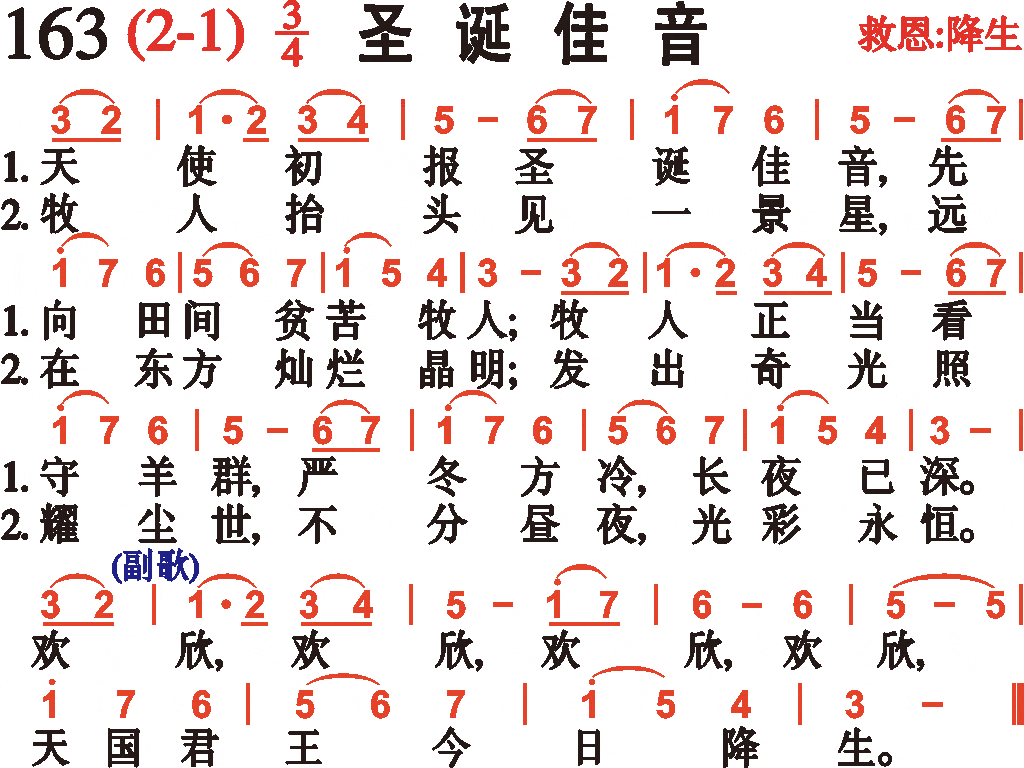 163 (2-1) 3/4 圣诞佳音 救恩:降生
3 2 | 1·2 3 4 | 5 – 6 7 | i 7 6 | 5 – 6 7 |
1.天使初报圣诞佳音,先
2.牧人抬头见一景星,远
i 7 6 | 5 6 7 | i 5 4 | 3 – 3 2 | 1·2 3 4 | 5 – 6 7 |
1.向田间贫苦牧人;牧人正当看
2.在东方灿烂晶明;发出奇光照
i 7 6 | 5 – 6 7 | i 7 6 | 5 6 7 | i 5 4 | 3 – |
1.守羊群,严冬方冷,长夜已深。
2.耀尘世,不分昼夜,光彩永恒。
(副歌)
3 2 | 1·2 3 4 | 5 – i 7 | 6 – 6 | 5 – 5 |
欢欣,欢欣,欢欣,欢欣,
i 7 6 | 5 6 7 | i 5 4 | 3 – ‖
天国君王今日降生。